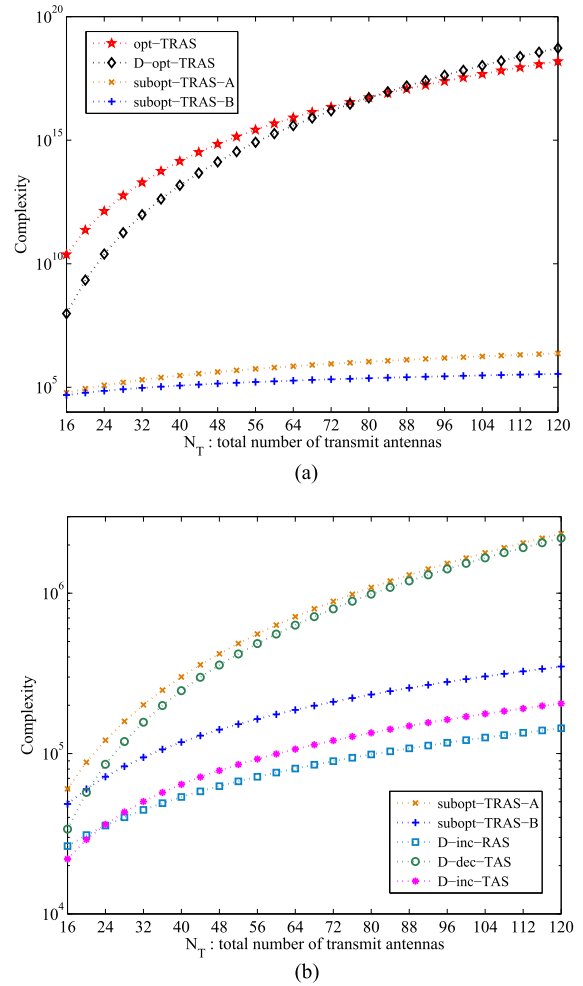 10^20
10^15
10^10
10^5
Complexity
opt−TRAS
D−opt−TRAS
subopt−TRAS−A
subopt−TRAS−B
16 24 32 40 48 56 64 72 80 88 96 104 112 120
N_T : total number of transmit antennas
(a)
10^6
10^5
10^4
Complexity
subopt−TRAS−A
subopt−TRAS−B
D−inc−RAS
D−dec−TAS
D−inc−TAS
16 24 32 40 48 56 64 72 80 88 96 104 112 120
N_T : total number of transmit antennas
(b)